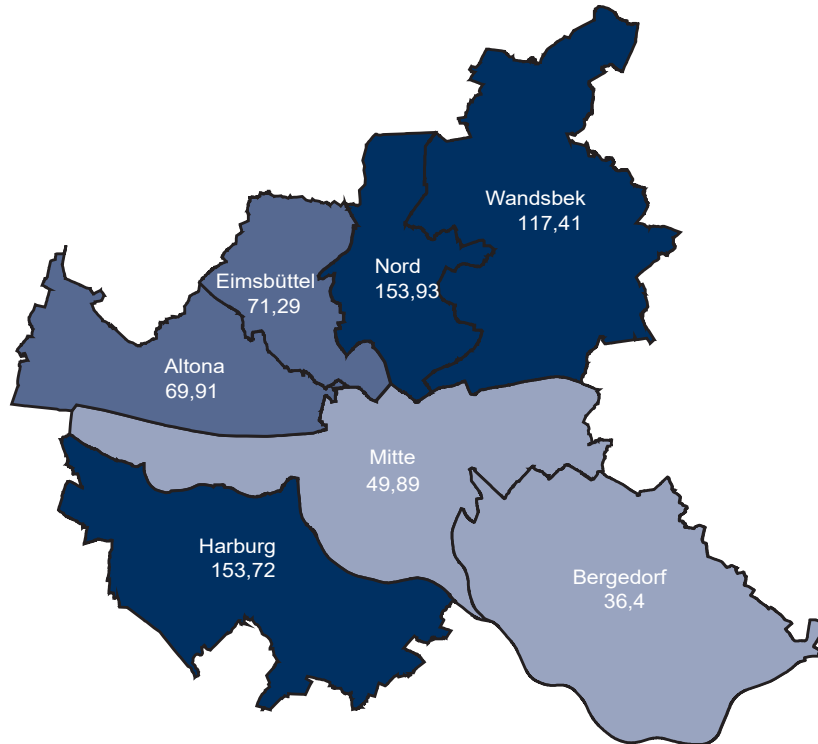 Wandsbek
117,41
Nord
153,93
Eimsbüttel
71,29
Altona
69,91
Mitte
49,89
Harburg
153,72
Bergedorf
36,4